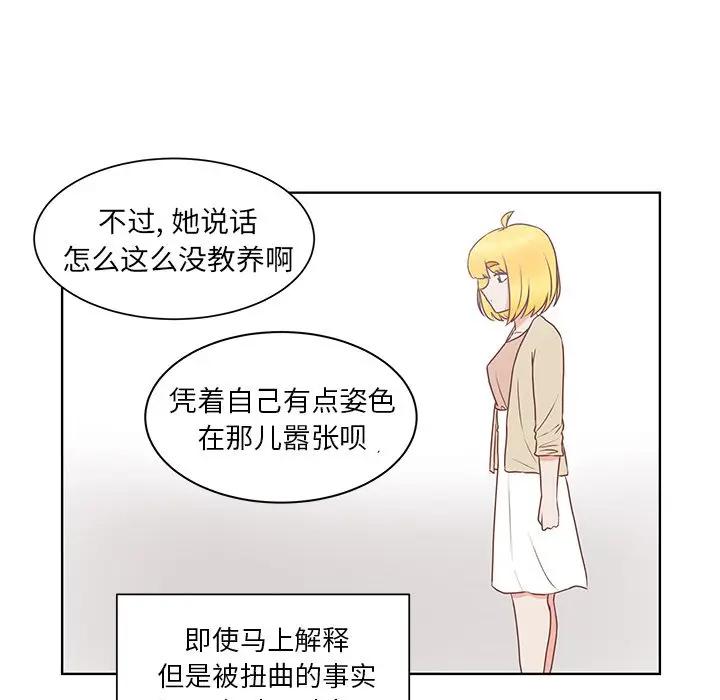 不过, 她说话
怎么这么没教养啊
凭着自己有点姿色
在那儿嚣张呗
即使马上解释
但是被扭曲的事实